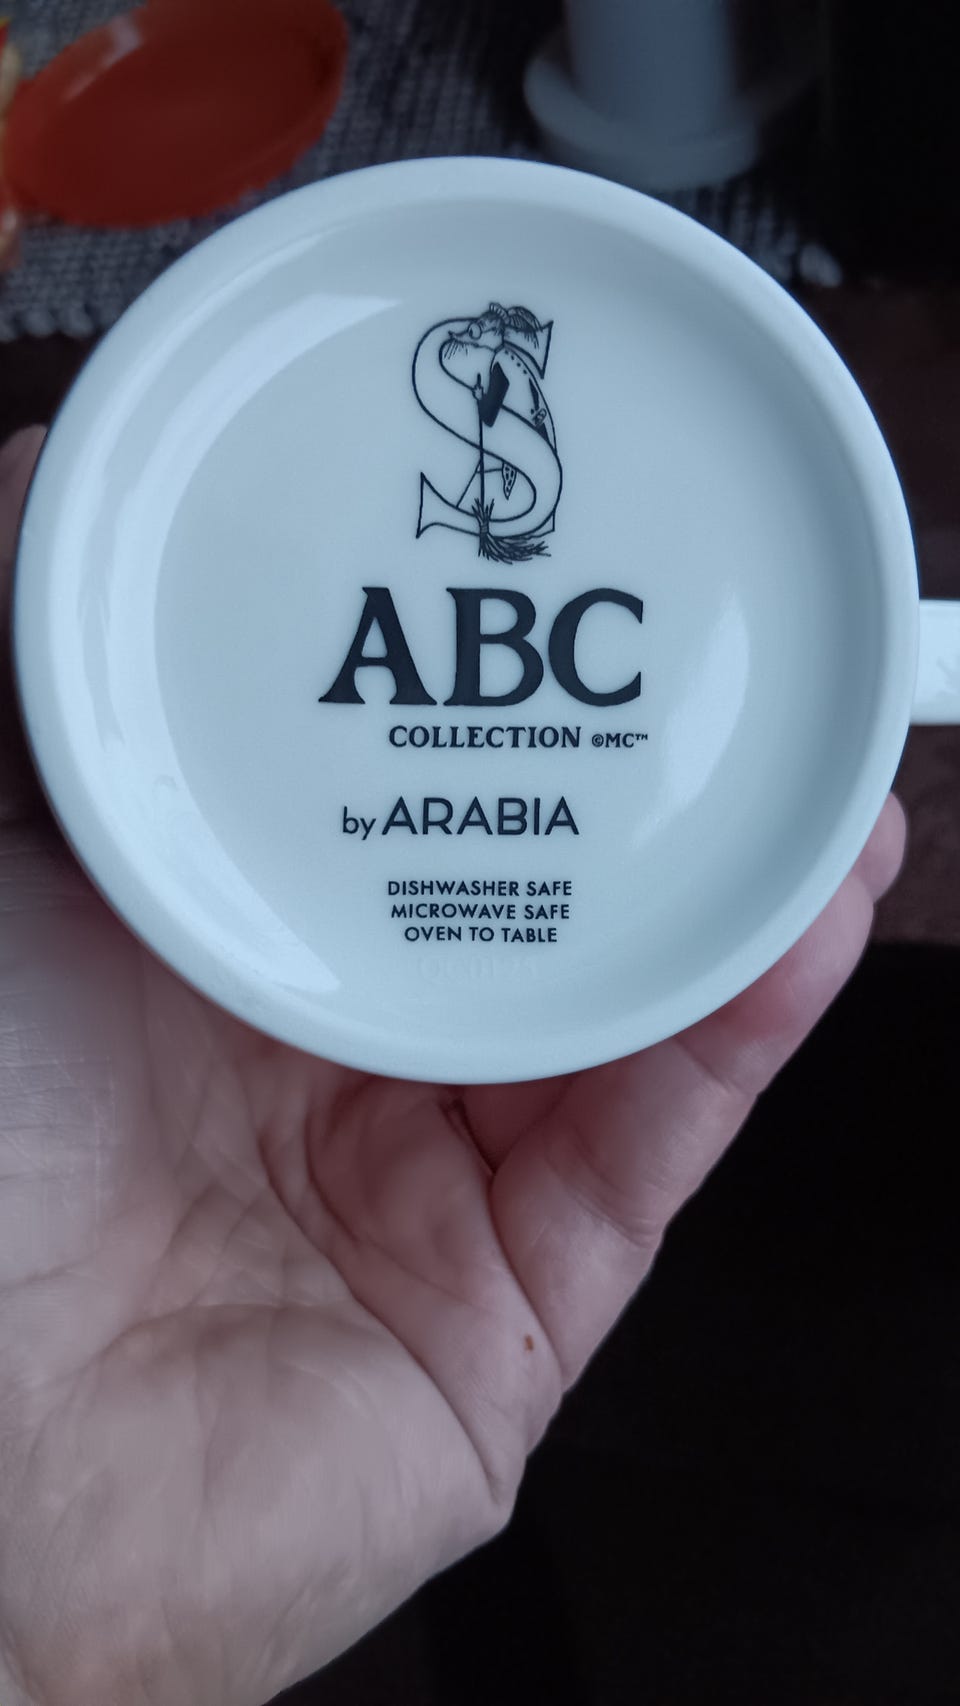 S
ABC
COLLECTION ©MC™
by ARABIA
DISHWASHER SAFE
MICROWAVE SAFE
OVEN TO TABLE